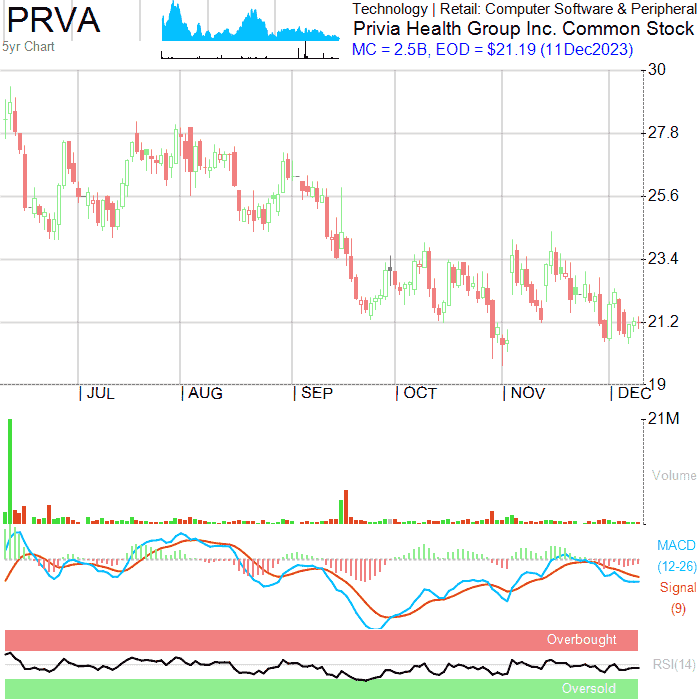 PRVA
5yr Chart
Technology | Retail: Computer Software & Peripheral
Privia Health Group Inc. Common Stock
MC = 2.5B, EOD = $21.19 (11Dec2023)
30
27.8
25.6
23.4
21.2
19
JUL
AUG
SEP
OCT
NOV
DEC
21M
Volume
MACD
(12-26)
Signal
(9)
Overbought
RSI(14)
Oversold